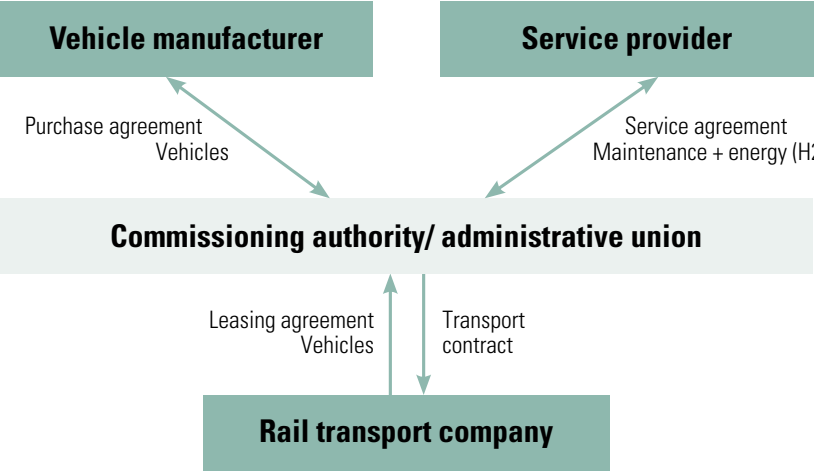 Vehicle manufacturer
Service provider
Purchase agreement
Vehicles
Service agreement
Maintenance + energy (H2
Commissioning authority/ administrative union
Leasing agreement
Vehicles
Transport
contract
Rail transport company